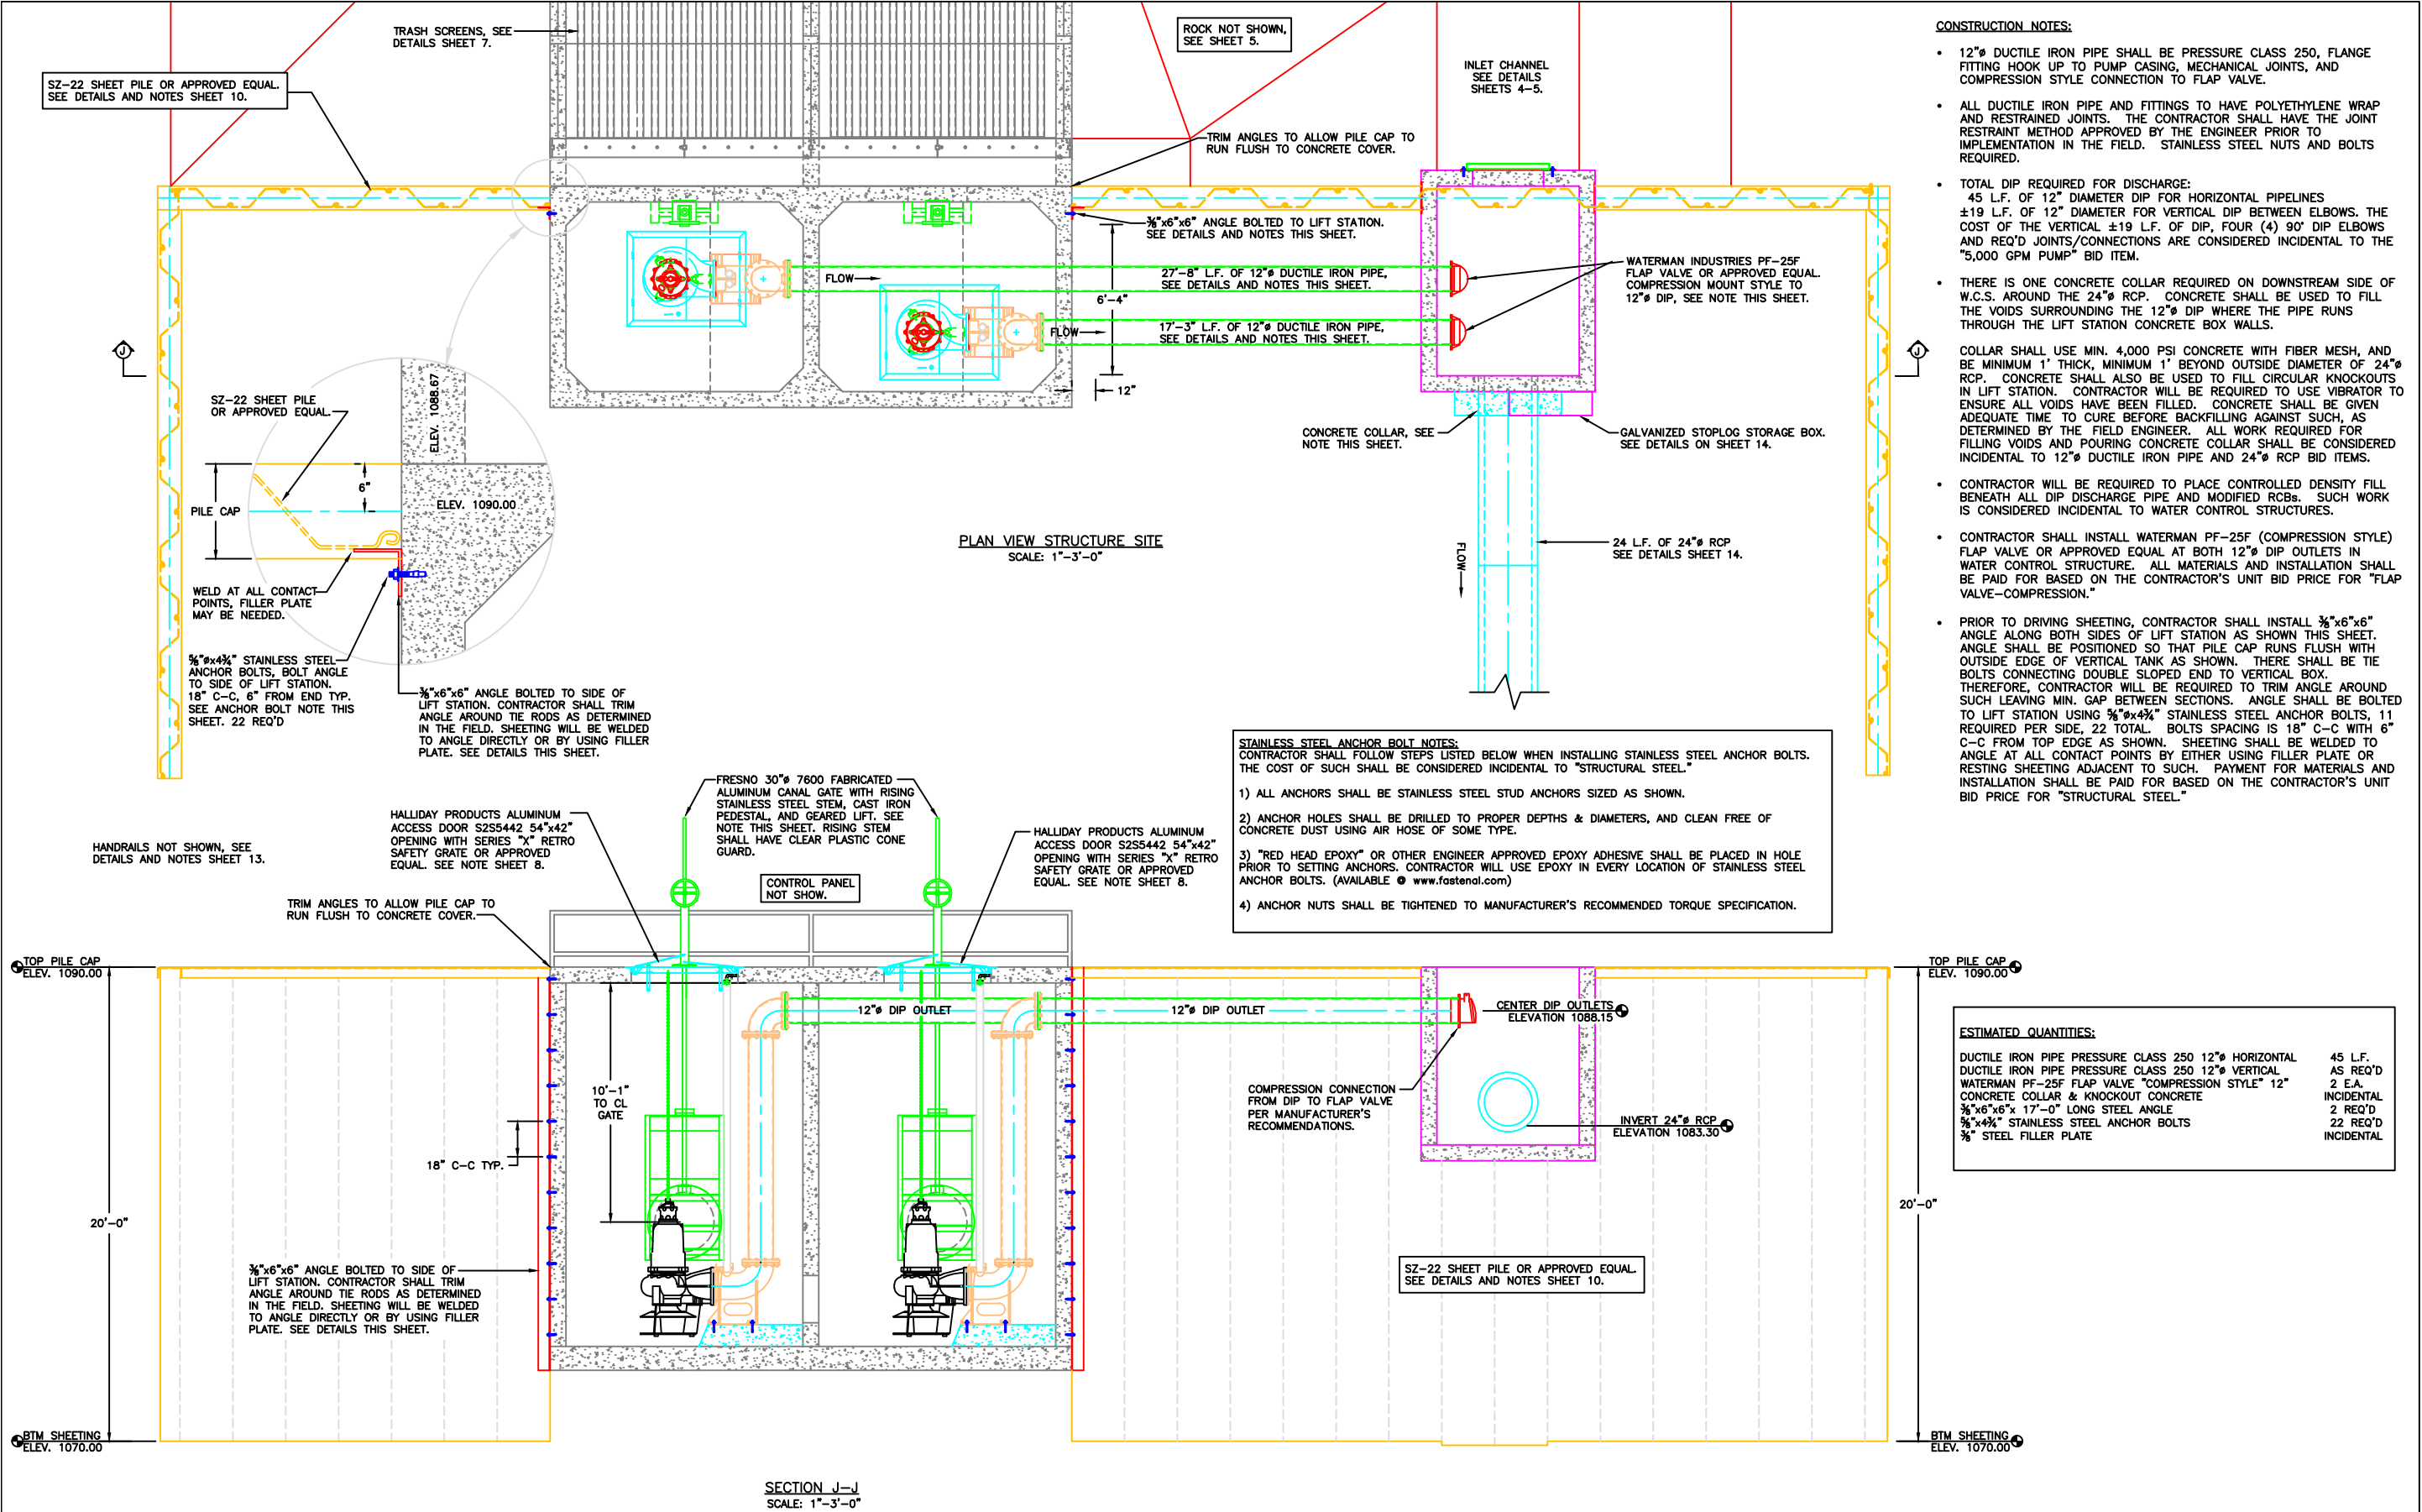 TRASH SCREENS, SEE
DETAILS SHEET 7.
ROCK NOT SHOWN,
SEE SHEET 5.
SZ-22 SHEET PILE OR APPROVED EQUAL.
SEE DETAILS AND NOTES SHEET 10.
INLET CHANNEL
SEE DETAILS
SHEETS 4-5.
TRIM ANGLES TO ALLOW PILE CAP TO
RUN FLUSH TO CONCRETE COVER.
⅜"x6"x6" ANGLE BOLTED TO LIFT STATION.
SEE DETAILS AND NOTES THIS SHEET.
FLOW
27'-8" L.F. OF 12"ø DUCTILE IRON PIPE,
SEE DETAILS AND NOTES THIS SHEET.
6'-4"
FLOW
17'-3" L.F. OF 12"ø DUCTILE IRON PIPE,
SEE DETAILS AND NOTES THIS SHEET.
WATERMAN INDUSTRIES PF-25F
FLAP VALVE OR APPROVED EQUAL.
COMPRESSION MOUNT STYLE TO
12"ø DIP, SEE NOTE THIS SHEET.
J
J
12"
SZ-22 SHEET PILE
OR APPROVED EQUAL.
ELEV. 1088.67
6"
PILE CAP
ELEV. 1090.00
WELD AT ALL CONTACT
POINTS, FILLER PLATE
MAY BE NEEDED.
⅝"øx4¾" STAINLESS STEEL
ANCHOR BOLTS, BOLT ANGLE
TO SIDE OF LIFT STATION.
18" C-C, 6" FROM END TYP.
SEE ANCHOR BOLT NOTE THIS
SHEET. 22 REQ'D
⅜"x6"x6" ANGLE BOLTED TO SIDE OF
LIFT STATION. CONTRACTOR SHALL TRIM
ANGLE AROUND TIE RODS AS DETERMINED
IN THE FIELD. SHEETING WILL BE WELDED
TO ANGLE DIRECTLY OR BY USING FILLER
PLATE. SEE DETAILS THIS SHEET.
CONCRETE COLLAR, SEE
NOTE THIS SHEET.
GALVANIZED STOPLOG STORAGE BOX.
SEE DETAILS ON SHEET 14.
PLAN VIEW STRUCTURE SITE
SCALE: 1"-3'-0"
FLOW
24 L.F. OF 24"ø RCP
SEE DETAILS SHEET 14.
CONSTRUCTION NOTES:
• 12"ø DUCTILE IRON PIPE SHALL BE PRESSURE CLASS 250, FLANGE
FITTING HOOK UP TO PUMP CASING, MECHANICAL JOINTS, AND
COMPRESSION STYLE CONNECTION TO FLAP VALVE.
• ALL DUCTILE IRON PIPE AND FITTINGS TO HAVE POLYETHYLENE WRAP
AND RESTRAINED JOINTS. THE CONTRACTOR SHALL HAVE THE JOINT
RESTRAINT METHOD APPROVED BY THE ENGINEER PRIOR TO
IMPLEMENTATION IN THE FIELD. STAINLESS STEEL NUTS AND BOLTS
REQUIRED.
• TOTAL DIP REQUIRED FOR DISCHARGE:
45 L.F. OF 12" DIAMETER DIP FOR HORIZONTAL PIPELINES
±19 L.F. OF 12" DIAMETER FOR VERTICAL DIP BETWEEN ELBOWS. THE
COST OF THE VERTICAL ±19 L.F. OF DIP, FOUR (4) 90° DIP ELBOWS
AND REQ'D JOINTS/CONNECTIONS ARE CONSIDERED INCIDENTAL TO THE
"5,000 GPM PUMP" BID ITEM.
• THERE IS ONE CONCRETE COLLAR REQUIRED ON DOWNSTREAM SIDE OF
W.C.S. AROUND THE 24"ø RCP. CONCRETE SHALL BE USED TO FILL
THE VOIDS SURROUNDING THE 12"ø DIP WHERE THE PIPE RUNS
THROUGH THE LIFT STATION CONCRETE BOX WALLS.
COLLAR SHALL USE MIN. 4,000 PSI CONCRETE WITH FIBER MESH, AND
BE MINIMUM 1' THICK, MINIMUM 1' BEYOND OUTSIDE DIAMETER OF 24"ø
RCP. CONCRETE SHALL ALSO BE USED TO FILL CIRCULAR KNOCKOUTS
IN LIFT STATION. CONTRACTOR WILL BE REQUIRED TO USE VIBRATOR TO
ENSURE ALL VOIDS HAVE BEEN FILLED. CONCRETE SHALL BE GIVEN
ADEQUATE TIME TO CURE BEFORE BACKFILLING AGAINST SUCH, AS
DETERMINED BY THE FIELD ENGINEER. ALL WORK REQUIRED FOR
FILLING VOIDS AND POURING CONCRETE COLLAR SHALL BE CONSIDERED
INCIDENTAL TO 12"ø DUCTILE IRON PIPE AND 24"ø RCP BID ITEMS.
• CONTRACTOR WILL BE REQUIRED TO PLACE CONTROLLED DENSITY FILL
BENEATH ALL DIP DISCHARGE PIPE AND MODIFIED RCBs. SUCH WORK
IS CONSIDERED INCIDENTAL TO WATER CONTROL STRUCTURES.
• CONTRACTOR SHALL INSTALL WATERMAN PF-25F (COMPRESSION STYLE)
FLAP VALVE OR APPROVED EQUAL AT BOTH 12"ø DIP OUTLETS IN
WATER CONTROL STRUCTURE. ALL MATERIALS AND INSTALLATION SHALL
BE PAID FOR BASED ON THE CONTRACTOR'S UNIT BID PRICE FOR "FLAP
VALVE-COMPRESSION."
• PRIOR TO DRIVING SHEETING, CONTRACTOR SHALL INSTALL ⅜"x6"x6"
ANGLE ALONG BOTH SIDES OF LIFT STATION AS SHOWN THIS SHEET.
ANGLE SHALL BE POSITIONED SO THAT PILE CAP RUNS FLUSH WITH
OUTSIDE EDGE OF VERTICAL TANK AS SHOWN. THERE SHALL BE TIE
BOLTS CONNECTING DOUBLE SLOPED END TO VERTICAL BOX.
THEREFORE, CONTRACTOR WILL BE REQUIRED TO TRIM ANGLE AROUND
SUCH LEAVING MIN. GAP BETWEEN SECTIONS. ANGLE SHALL BE BOLTED
TO LIFT STATION USING ⅝"øx4¾" STAINLESS STEEL ANCHOR BOLTS, 11
REQUIRED PER SIDE, 22 TOTAL. BOLTS SPACING IS 18" C-C WITH 6"
C-C FROM TOP EDGE AS SHOWN. SHEETING SHALL BE WELDED TO
ANGLE AT ALL CONTACT POINTS BY EITHER USING FILLER PLATE OR
RESTING SHEETING ADJACENT TO SUCH. PAYMENT FOR MATERIALS AND
INSTALLATION SHALL BE PAID FOR BASED ON THE CONTRACTOR'S UNIT
BID PRICE FOR "STRUCTURAL STEEL."
STAINLESS STEEL ANCHOR BOLT NOTES:
CONTRACTOR SHALL FOLLOW STEPS LISTED BELOW WHEN INSTALLING STAINLESS STEEL ANCHOR BOLTS.
THE COST OF SUCH SHALL BE CONSIDERED INCIDENTAL TO "STRUCTURAL STEEL."
1) ALL ANCHORS SHALL BE STAINLESS STEEL STUD ANCHORS SIZED AS SHOWN.
2) ANCHOR HOLES SHALL BE DRILLED TO PROPER DEPTHS & DIAMETERS, AND CLEAN FREE OF
CONCRETE DUST USING AIR HOSE OF SOME TYPE.
3) "RED HEAD EPOXY" OR OTHER ENGINEER APPROVED EPOXY ADHESIVE SHALL BE PLACED IN HOLE
PRIOR TO SETTING ANCHORS. CONTRACTOR WILL USE EPOXY IN EVERY LOCATION OF STAINLESS STEEL
ANCHOR BOLTS. (AVAILABLE @ www.fastenal.com)
4) ANCHOR NUTS SHALL BE TIGHTENED TO MANUFACTURER'S RECOMMENDED TORQUE SPECIFICATION.
HANDRAILS NOT SHOWN, SEE
DETAILS AND NOTES SHEET 13.
HALLIDAY PRODUCTS ALUMINUM
ACCESS DOOR S2S5442 54"x42"
OPENING WITH SERIES "X" RETRO
SAFETY GRATE OR APPROVED
EQUAL. SEE NOTE SHEET 8.
FRESNO 30"ø 7600 FABRICATED
ALUMINUM CANAL GATE WITH RISING
STAINLESS STEEL STEM, CAST IRON
PEDESTAL, AND GEARED LIFT. SEE
NOTE THIS SHEET. RISING STEM
SHALL HAVE CLEAR PLASTIC CONE
GUARD.
HALLIDAY PRODUCTS ALUMINUM
ACCESS DOOR S2S5442 54"x42"
OPENING WITH SERIES "X" RETRO
SAFETY GRATE OR APPROVED
EQUAL. SEE NOTE SHEET 8.
CONTROL PANEL
NOT SHOW.
TRIM ANGLES TO ALLOW PILE CAP TO
RUN FLUSH TO CONCRETE COVER.
TOP PILE CAP
ELEV. 1090.00
TOP PILE CAP
ELEV. 1090.00
12"ø DIP OUTLET
12"ø DIP OUTLET
CENTER DIP OUTLETS
ELEVATION 1088.15
10'-1"
TO CL
GATE
18" C-C TYP.
COMPRESSION CONNECTION
FROM DIP TO FLAP VALVE
PER MANUFACTURER'S
RECOMMENDATIONS.
INVERT 24"ø RCP
ELEVATION 1083.30
20'-0"
20'-0"
⅜"x6"x6" ANGLE BOLTED TO SIDE OF
LIFT STATION. CONTRACTOR SHALL TRIM
ANGLE AROUND TIE RODS AS DETERMINED
IN THE FIELD. SHEETING WILL BE WELDED
TO ANGLE DIRECTLY OR BY USING FILLER
PLATE. SEE DETAILS THIS SHEET.
SZ-22 SHEET PILE OR APPROVED EQUAL.
SEE DETAILS AND NOTES SHEET 10.
BTM SHEETING
ELEV. 1070.00
BTM SHEETING
ELEV. 1070.00
ESTIMATED QUANTITIES:
DUCTILE IRON PIPE PRESSURE CLASS 250 12"ø HORIZONTAL 45 L.F.
DUCTILE IRON PIPE PRESSURE CLASS 250 12"ø VERTICAL AS REQ'D
WATERMAN PF-25F FLAP VALVE "COMPRESSION STYLE" 12" 2 E.A.
CONCRETE COLLAR & KNOCKOUT CONCRETE INCIDENTAL
⅜"x6"x6"x 17'-0" LONG STEEL ANGLE 2 REQ'D
⅝"x4¾" STAINLESS STEEL ANCHOR BOLTS 22 REQ'D
⅜" STEEL FILLER PLATE INCIDENTAL
SECTION J-J
SCALE: 1"-3'-0"